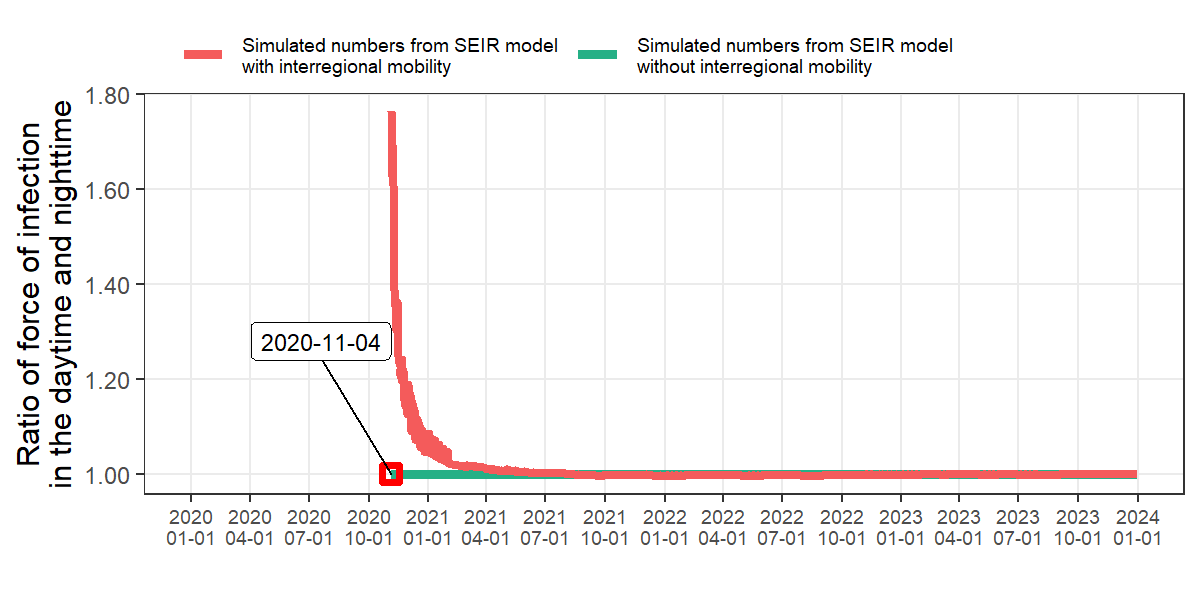 Simulated numbers from SEIR model
with interregional mobility
Simulated numbers from SEIR model
without interregional mobility
Ratio of force of infection
in the daytime and nighttime
1.80
1.60
1.40
1.20
1.00
2020-11-04
2020 2020 2020 2020 2021 2021 2021 2021 2022 2022 2022 2022 2023 2023 2023 2023 2024
01-01 04-01 07-01 10-01 01-01 04-01 07-01 10-01 01-01 04-01 07-01 10-01 01-01 04-01 07-01 10-01 01-01